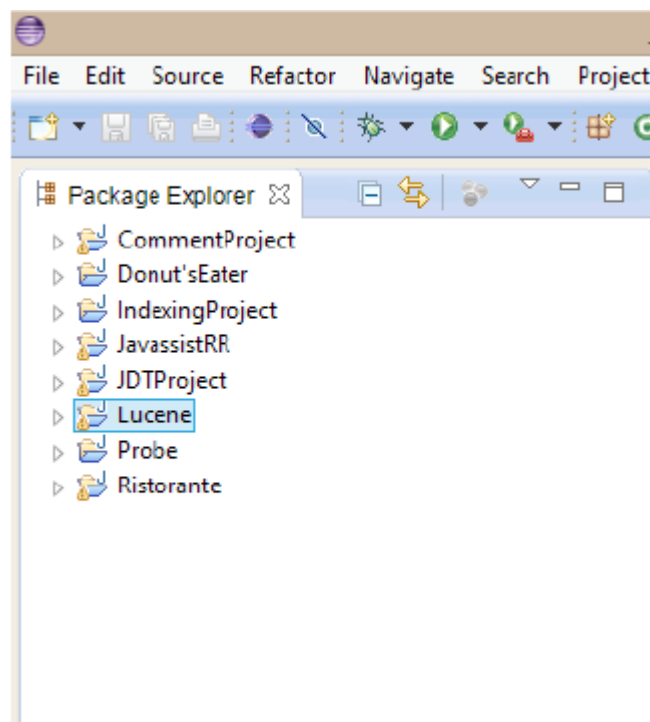 File Edit Source Refactor Navigate Search Project
Package Explorer
CommentProject
Donut'sEater
IndexingProject
JavassistRR
JDTProject
Lucene
Probe
Ristorante